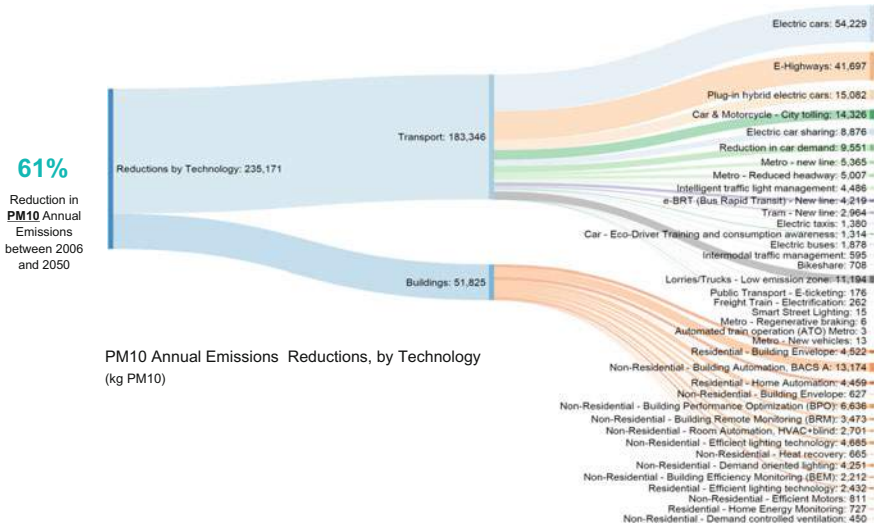 61%
Reduction in
PM10 Annual
Emissions
between 2006
and 2050
Reductions by Technology: 235,171
Transport: 183,346
Buildings: 51,825
PM10 Annual Emissions Reductions, by Technology
(kg PM10)
Electric cars: 54,229
E-Highways: 41,697
Plug-in hybrid electric cars: 15,082
Car & Motorcycle - City tolling: 14,326
Electric car sharing: 8,876
Reduction in car demand: 9,551
Metro - new line: 5,365
Metro - Reduced headway: 5,007
Intelligent traffic light management: 4,486
e-BRT (Bus Rapid Transit) - New line: 4,219
Tram - New line: 2,964
Electric taxis: 1,380
Car - Eco-Driver Training and consumption awareness: 1,314
Electric buses: 1,878
Intermodal traffic management: 595
Bikeshare: 708
Lorries/Trucks - Low emission zone: 11,194
Public Transport - E-ticketing: 176
Freight Train - Electrification: 262
Smart Street Lighting: 15
Metro - Regenerative braking: 6
Automated train operation (ATO) Metro: 3
Metro - New vehicles: 13
Residential - Building Envelope: 4,522
Non-Residential - Building Automation, BACS A: 13,174
Residential - Home Automation: 4,459
Non-Residential - Building Envelope: 627
Non-Residential - Building Performance Optimization (BPO): 6,636
Non-Residential - Building Remote Monitoring (BRM): 3,473
Non-Residential - Room Automation, HVAC+blind: 2,701
Non-Residential - Efficient lighting technology: 4,685
Non-Residential - Heat recovery: 665
Non-Residential - Demand oriented lighting: 4,251
Non-Residential - Building Efficiency Monitoring (BEM): 2,212
Residential - Efficient lighting technology: 2,432
Non-Residential - Efficient Motors: 811
Residential - Home Energy Monitoring: 727
Non-Residential - Demand controlled ventilation: 450